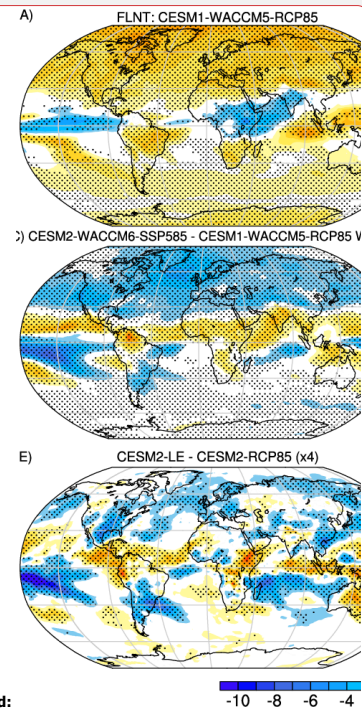 A)
FLNT: CESM1-WACCM5-RCP85
C) CESM2-WACCM6-SSP585 - CESM1-WACCM5-RCP85 W
E)
CESM2-LE - CESM2-RCP85 (x4)
-10 -8 -6 -4
d: